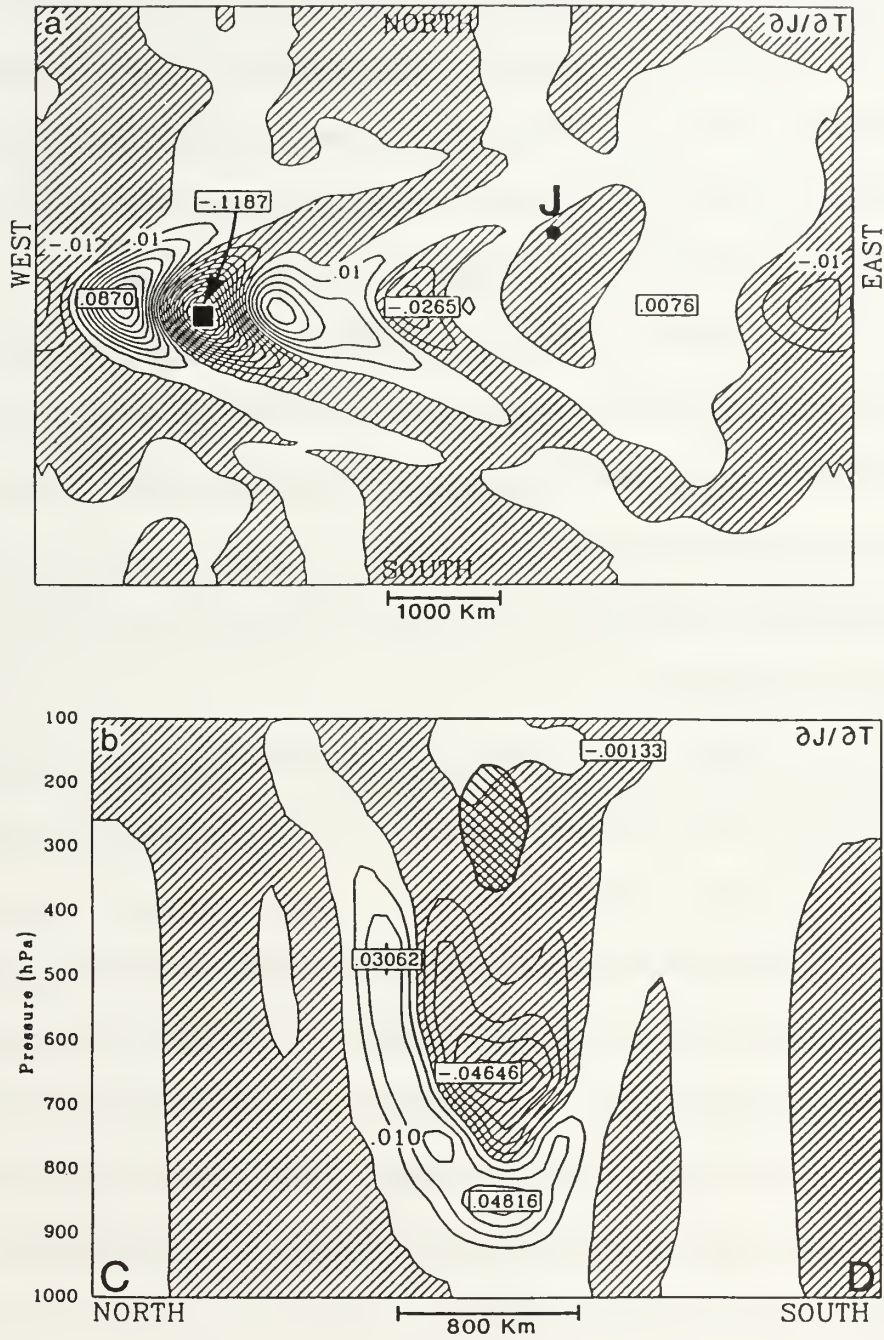 a
NORTH
∂J/∂T
-.1187
J
WEST
-.01
.01
.01
-.01
EAST
.0870
-.0265
.0076
SOUTH
1000 Km
100
b
-.00133
∂J/∂T
200
300
400
.03062
500
Pressure (hPa)
600
-.04646
700
.010
800
.04816
900
C
D
1000
NORTH
SOUTH
800 Km